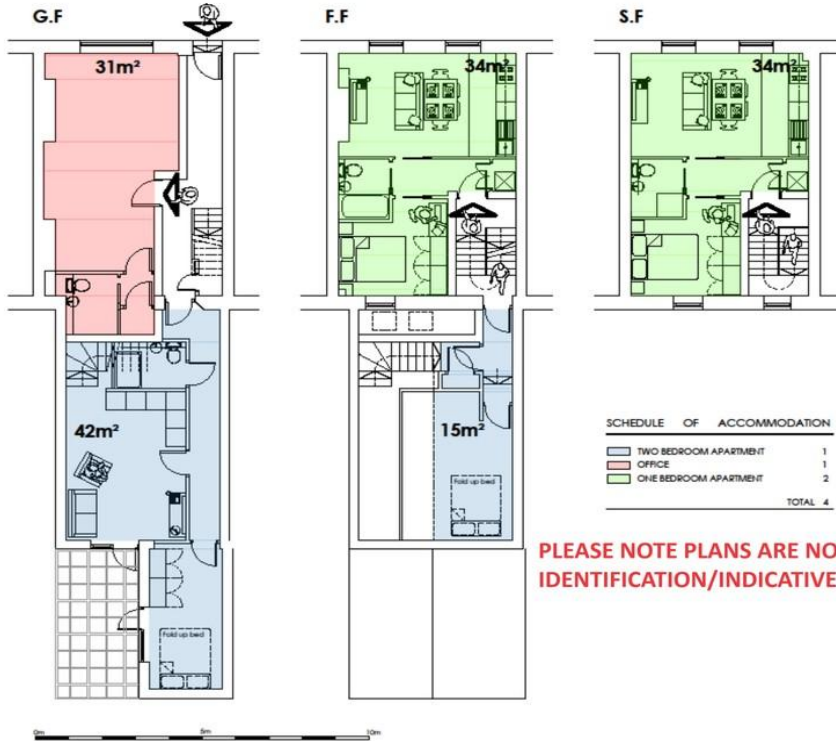 G.F
F.F
S.F
31m²
34m²
34m²
42m²
15m²
Fold up bed
Fold up bed
SCHEDULE OF ACCOMMODATION
TWO BEDROOM APARTMENT 1
OFFICE 1
ONE BEDROOM APARTMENT 2
TOTAL 4
PLEASE NOTE PLANS ARE NO
IDENTIFICATION/INDICATIVE
0m 5m 10m